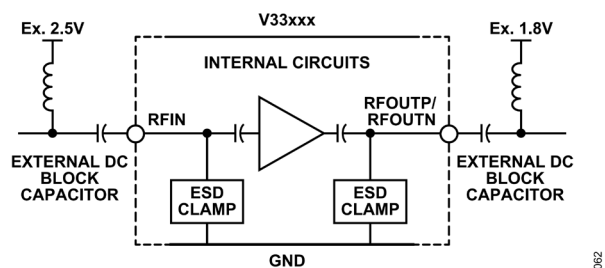 V33xxx
Ex. 2.5V
Ex. 1.8V
INTERNAL CIRCUITS
RFIN
RFOUTP/
RFOUTN
EXTERNAL DC
BLOCK
CAPACITOR
ESD
CLAMP
ESD
CLAMP
EXTERNAL DC
BLOCK
CAPACITOR
GND
062